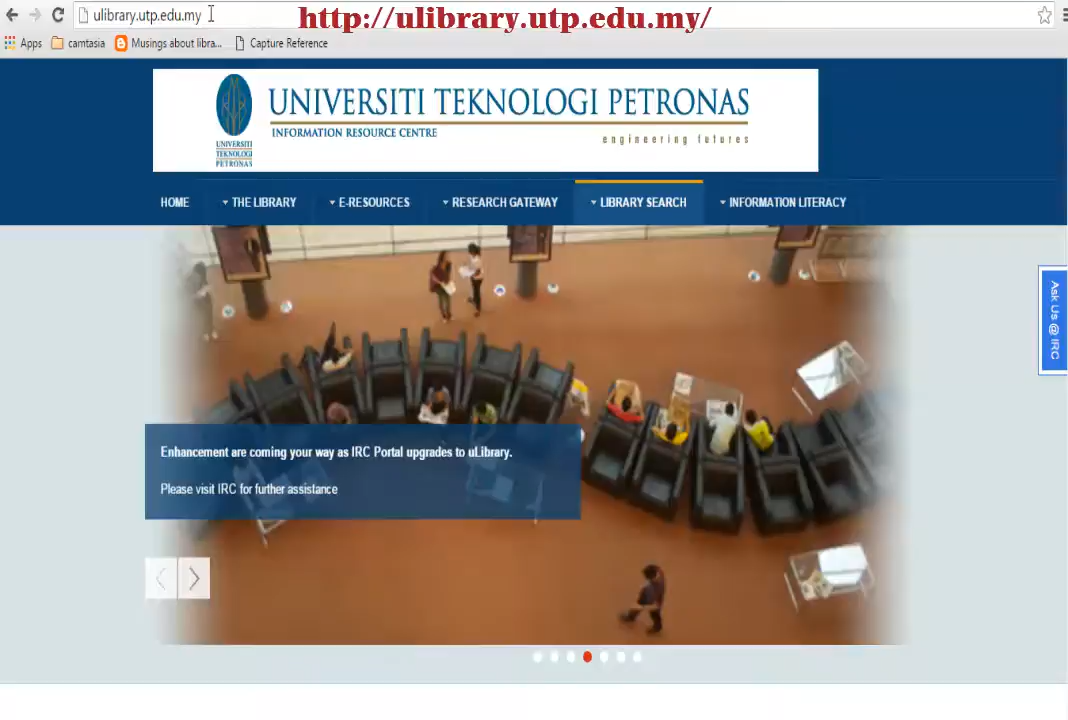 ulibrary.utp.edu.my
http://ulibrary.utp.edu.my/
Apps camtasia Musings about libra... Capture Reference
UNIVERSITI TEKNOLOGI PETRONAS
INFORMATION RESOURCE CENTRE
engineering futures
UNIVERSITI
TEKNOLOGI
PETRONAS
HOME THE LIBRARY E-RESOURCES RESEARCH GATEWAY LIBRARY SEARCH INFORMATION LITERACY
Ask Us @ IRC
Enhancement are coming your way as IRC Portal upgrades to uLibrary.
Please visit IRC for further assistance